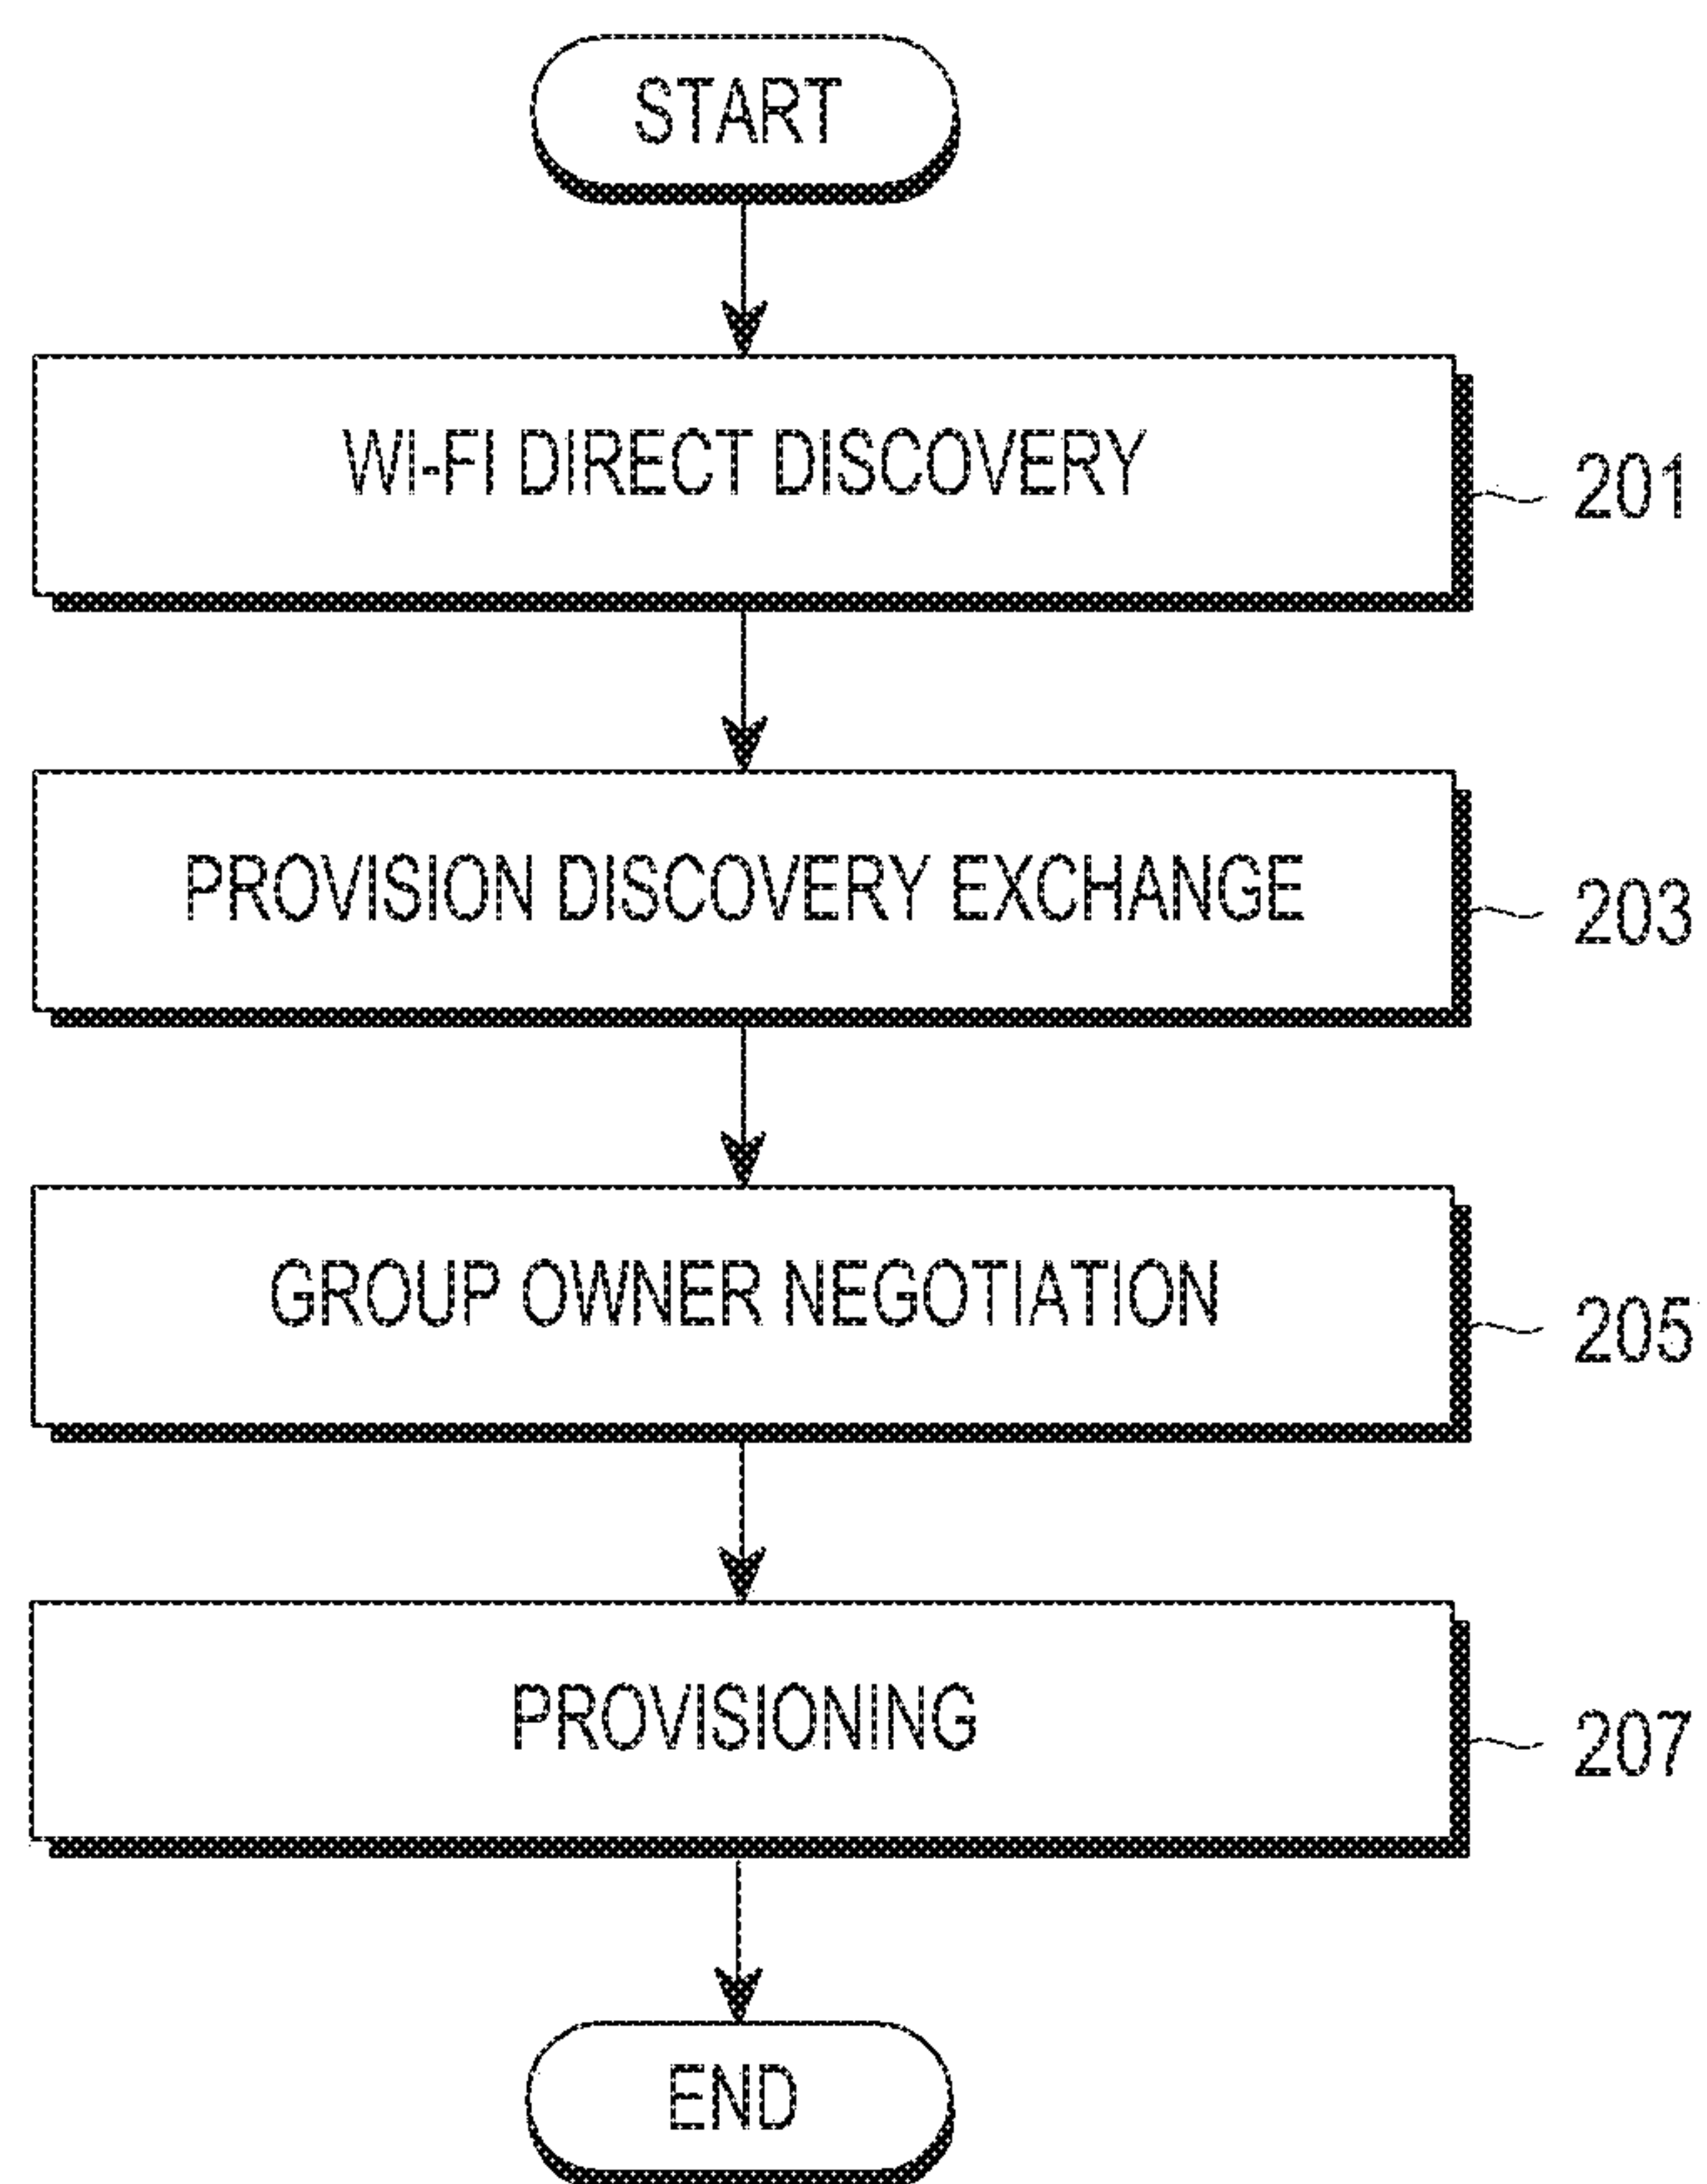 START
WI-FI DIRECT DISCOVERY
201
PROVISION DISCOVERY EXCHANGE
203
GROUP OWNER NEGOTIATION
205
PROVISIONING
207
END